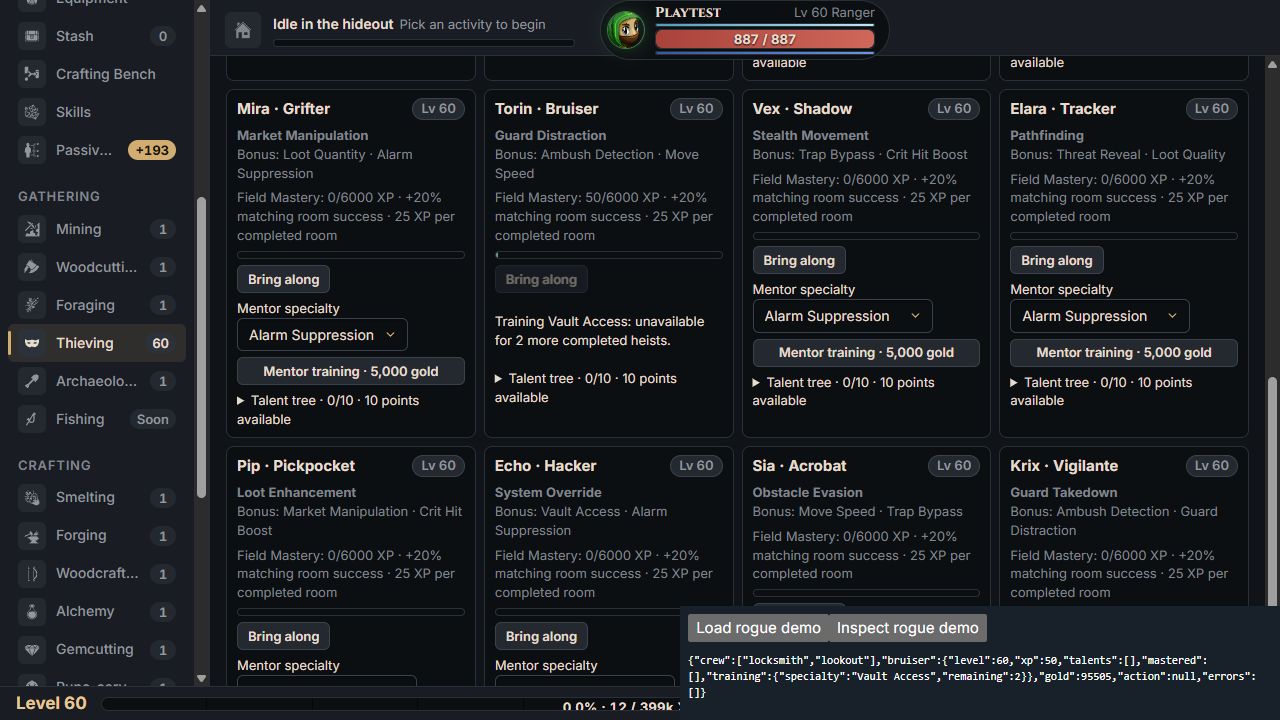 Equipment
Stash 0
Crafting Bench
Skills
Passiv... +193
GATHERING
Mining 1
Woodcutti... 1
Foraging 1
Thieving 60
Archaeolo... 1
Fishing Soon
CRAFTING
Smelting 1
Forging 1
Woodcraft... 1
Alchemy 1
Gemcutting 1
Level 60
Idle in the hideout Pick an activity to begin
PLAYTEST Lv 60 Ranger
887 / 887
available
available
Mira · Grifter Lv 60
Market Manipulation
Bonus: Loot Quantity · Alarm
Suppression
Field Mastery: 0/6000 XP · +20%
matching room success · 25 XP per
completed room
Bring along
Mentor specialty
Alarm Suppression
Mentor training · 5,000 gold
▶ Talent tree · 0/10 · 10 points
available
Torin · Bruiser Lv 60
Guard Distraction
Bonus: Ambush Detection · Move
Speed
Field Mastery: 50/6000 XP · +20%
matching room success · 25 XP per
completed room
Bring along
Training Vault Access: unavailable
for 2 more completed heists.
▶ Talent tree · 0/10 · 10 points
available
Vex · Shadow Lv 60
Stealth Movement
Bonus: Trap Bypass · Crit Hit Boost
Field Mastery: 0/6000 XP · +20%
matching room success · 25 XP per
completed room
Bring along
Mentor specialty
Alarm Suppression
Mentor training · 5,000 gold
▶ Talent tree · 0/10 · 10 points
available
Elara · Tracker Lv 60
Pathfinding
Bonus: Threat Reveal · Loot Quality
Field Mastery: 0/6000 XP · +20%
matching room success · 25 XP per
completed room
Bring along
Mentor specialty
Alarm Suppression
Mentor training · 5,000 gold
▶ Talent tree · 0/10 · 10 points
available
Pip · Pickpocket Lv 60
Loot Enhancement
Bonus: Market Manipulation · Crit Hit
Boost
Field Mastery: 0/6000 XP · +20%
matching room success · 25 XP per
completed room
Bring along
Mentor specialty
Echo · Hacker Lv 60
System Override
Bonus: Vault Access · Alarm
Suppression
Field Mastery: 0/6000 XP · +20%
matching room success · 25 XP per
completed room
Bring along
Mentor specialty
Sia · Acrobat Lv 60
Obstacle Evasion
Bonus: Move Speed · Trap Bypass
Field Mastery: 0/6000 XP · +20%
matching room success · 25 XP per
completed room
Krix · Vigilante Lv 60
Guard Takedown
Bonus: Ambush Detection · Guard
Distraction
Field Mastery: 0/6000 XP · +20%
matching room success · 25 XP per
completed room
Load rogue demo Inspect rogue demo
{"crew":["locksmith","lookout"],"bruiser":{"level":60,"xp":50,"talents":[],"mastered":
[],"training":{"specialty":"Vault Access","remaining":2}},"gold":95505,"action":null,"errors":
[]}
0.0% · 12 / 399k